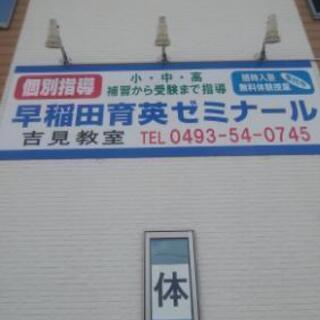 個別指導
小・中・高
補習から受験まで指導
随時入塾
無料体験授業
早稲田育英ゼミナール
吉見教室 TEL 0493-54-0745
体